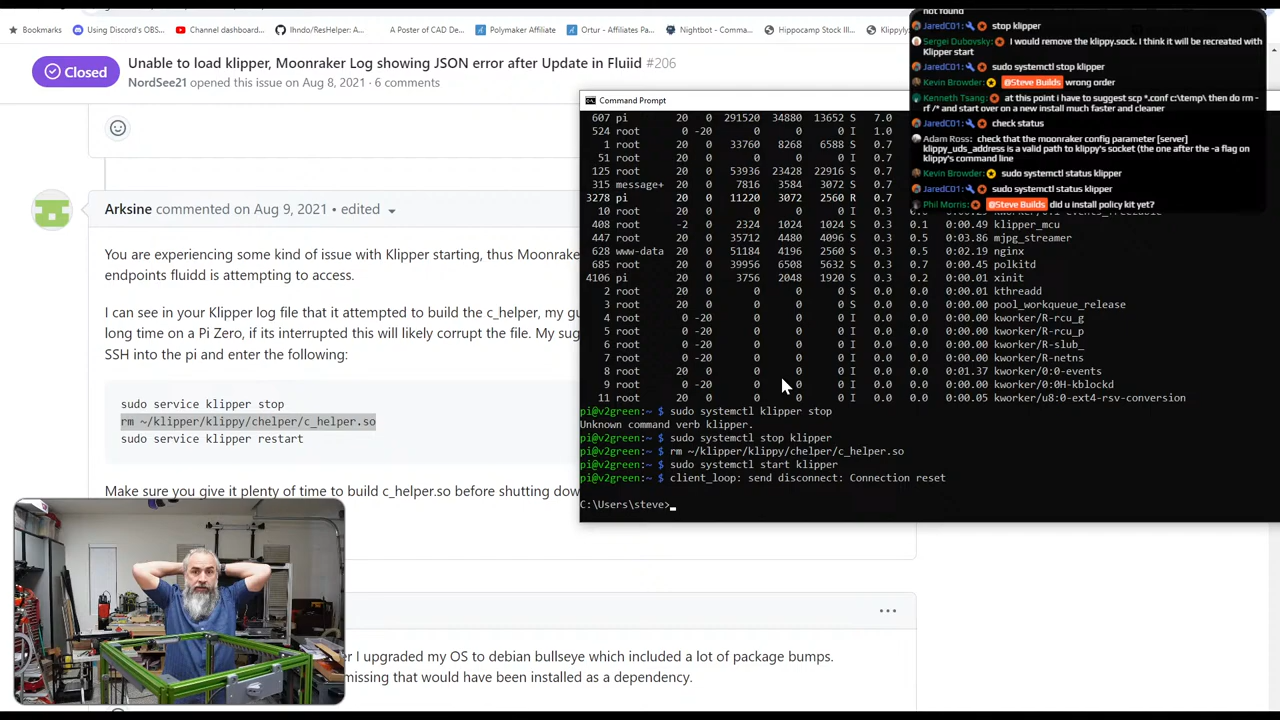 Bookmarks
Using Discord's OBS...
Channel dashboard...
lhndo/ResHelper: Au...
A Poster of CAD De...
Polymaker Affiliate
Ortur - Affiliate pr...
Nightbot - Comma...
Hippocamp Stock Ill...
Closed
Unable to load klipper, Moonraker Log showing JSON error after Update in Fluiid #206
NordSee21 opened this issue on Aug 8, 2021 · 6 comments
Arksine commented on Aug 9, 2021 • edited
You are experiencing some kind of issue with Klipper starting, thus Moonraker
endpoints fluidd is attempting to access.
I can see in your Klipper log file that it attempted to build the c_helper, my gu
long time on a Pi Zero, if its interrupted this will likely corrupt the file. My sug
SSH into the pi and enter the following:
sudo service klipper stop
rm ~/klipper/klippy/chelper/c_helper.so
sudo service klipper restart
Make sure you give it plenty of time to build c_helper.so before shutting dow
r I upgraded my OS to debian bullseye which included a lot of package bumps.
missing that would have been installed as a dependency.
not found
JaredC01: stop klipper
Sergei Dubovsky: I would remove the klippy.sock. I think it will be recreated with
Klipper start
JaredC01: sudo systemctl stop klipper
Kevin Browder: @Steve Builds wrong order
Kenneth Tsang: at this point i have to suggest scp *.conf c:\temp\ then do rm -
rf /* and start over on a new install much faster and cleaner
JaredC01: check status
Adam Ross: check that the moonraker config parameter [server]
klippy_uds_address is a valid path to klippy's socket (the one after the -a flag on
klippy's command line
Kevin Browder: sudo systemctl status klipper
JaredC01: sudo systemctl status klipper
Phil Morris: @Steve Builds did u install policy kit yet?
Command Prompt
607 pi 20 0 291520 34880 13652 S 7.0
524 root 0 -20 0 0 0 I 1.0
1 root 20 0 33760 8268 6588 S 0.7
51 root 20 0 0 0 0 I 0.7
125 root 20 0 53936 23428 22916 S 0.7
315 message+ 20 0 7816 3584 3072 S 0.7
3278 pi 20 0 11220 3072 2560 R 0.7
10 root 0 -20 0 0 0 I 0.3
408 root -2 0 2324 1024 1024 S 0.3 0.1 0:00.49 klipper_mcu
447 root 20 0 35712 4480 4096 S 0.3 0.5 0:03.86 mjpg_streamer
628 www-data 20 0 51184 4196 2560 S 0.3 0.5 0:02.19 nginx
685 root 20 0 39956 6508 5632 S 0.3 0.7 0:00.45 polkitd
4106 pi 20 0 3756 2048 1920 S 0.3 0.2 0:00.01 xinit
2 root 20 0 0 0 0 S 0.0 0.0 0:00.01 kthreadd
3 root 20 0 0 0 0 S 0.0 0.0 0:00.00 pool_workqueue_release
4 root 0 -20 0 0 0 I 0.0 0.0 0:00.00 kworker/R-rcu_g
5 root 0 -20 0 0 0 I 0.0 0.0 0:00.00 kworker/R-rcu_p
6 root 0 -20 0 0 0 I 0.0 0.0 0:00.00 kworker/R-slub_
7 root 0 -20 0 0 0 I 0.0 0.0 0:00.00 kworker/R-netns
8 root 20 0 0 0 0 I 0.0 0.0 0:01.37 kworker/0:0-events
9 root 0 -20 0 0 0 I 0.0 0.0 0:00.00 kworker/0:0H-kblockd
11 root 20 0 0 0 0 I 0.0 0.0 0:00.05 kworker/u8:0-ext4-rsv-conversion
pi@v2green:~ $ sudo systemctl klipper stop
Unknown command verb klipper.
pi@v2green:~ $ sudo systemctl stop klipper
pi@v2green:~ $ rm ~/klipper/klippy/chelper/c_helper.so
pi@v2green:~ $ sudo systemctl start klipper
pi@v2green:~ $ client_loop: send disconnect: Connection reset
C:\Users\steve>